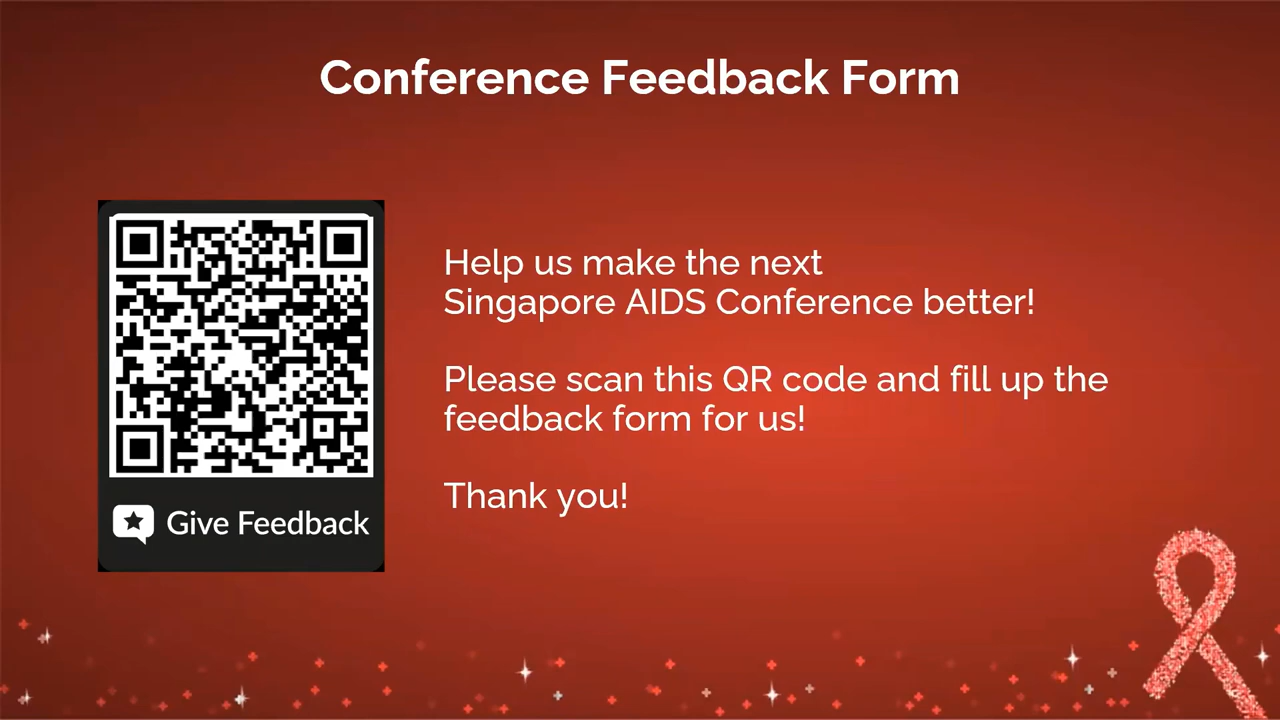 Conference Feedback Form
Help us make the next
Singapore AIDS Conference better!
Please scan this QR code and fill up the
feedback form for us!
Thank you!
Give Feedback